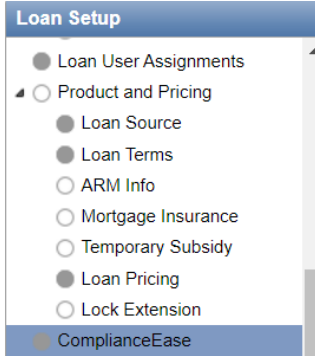 Loan Setup
Loan User Assignments
Product and Pricing
Loan Source
Loan Terms
ARM Info
Mortgage Insurance
Temporary Subsidy
Loan Pricing
Lock Extension
ComplianceEase